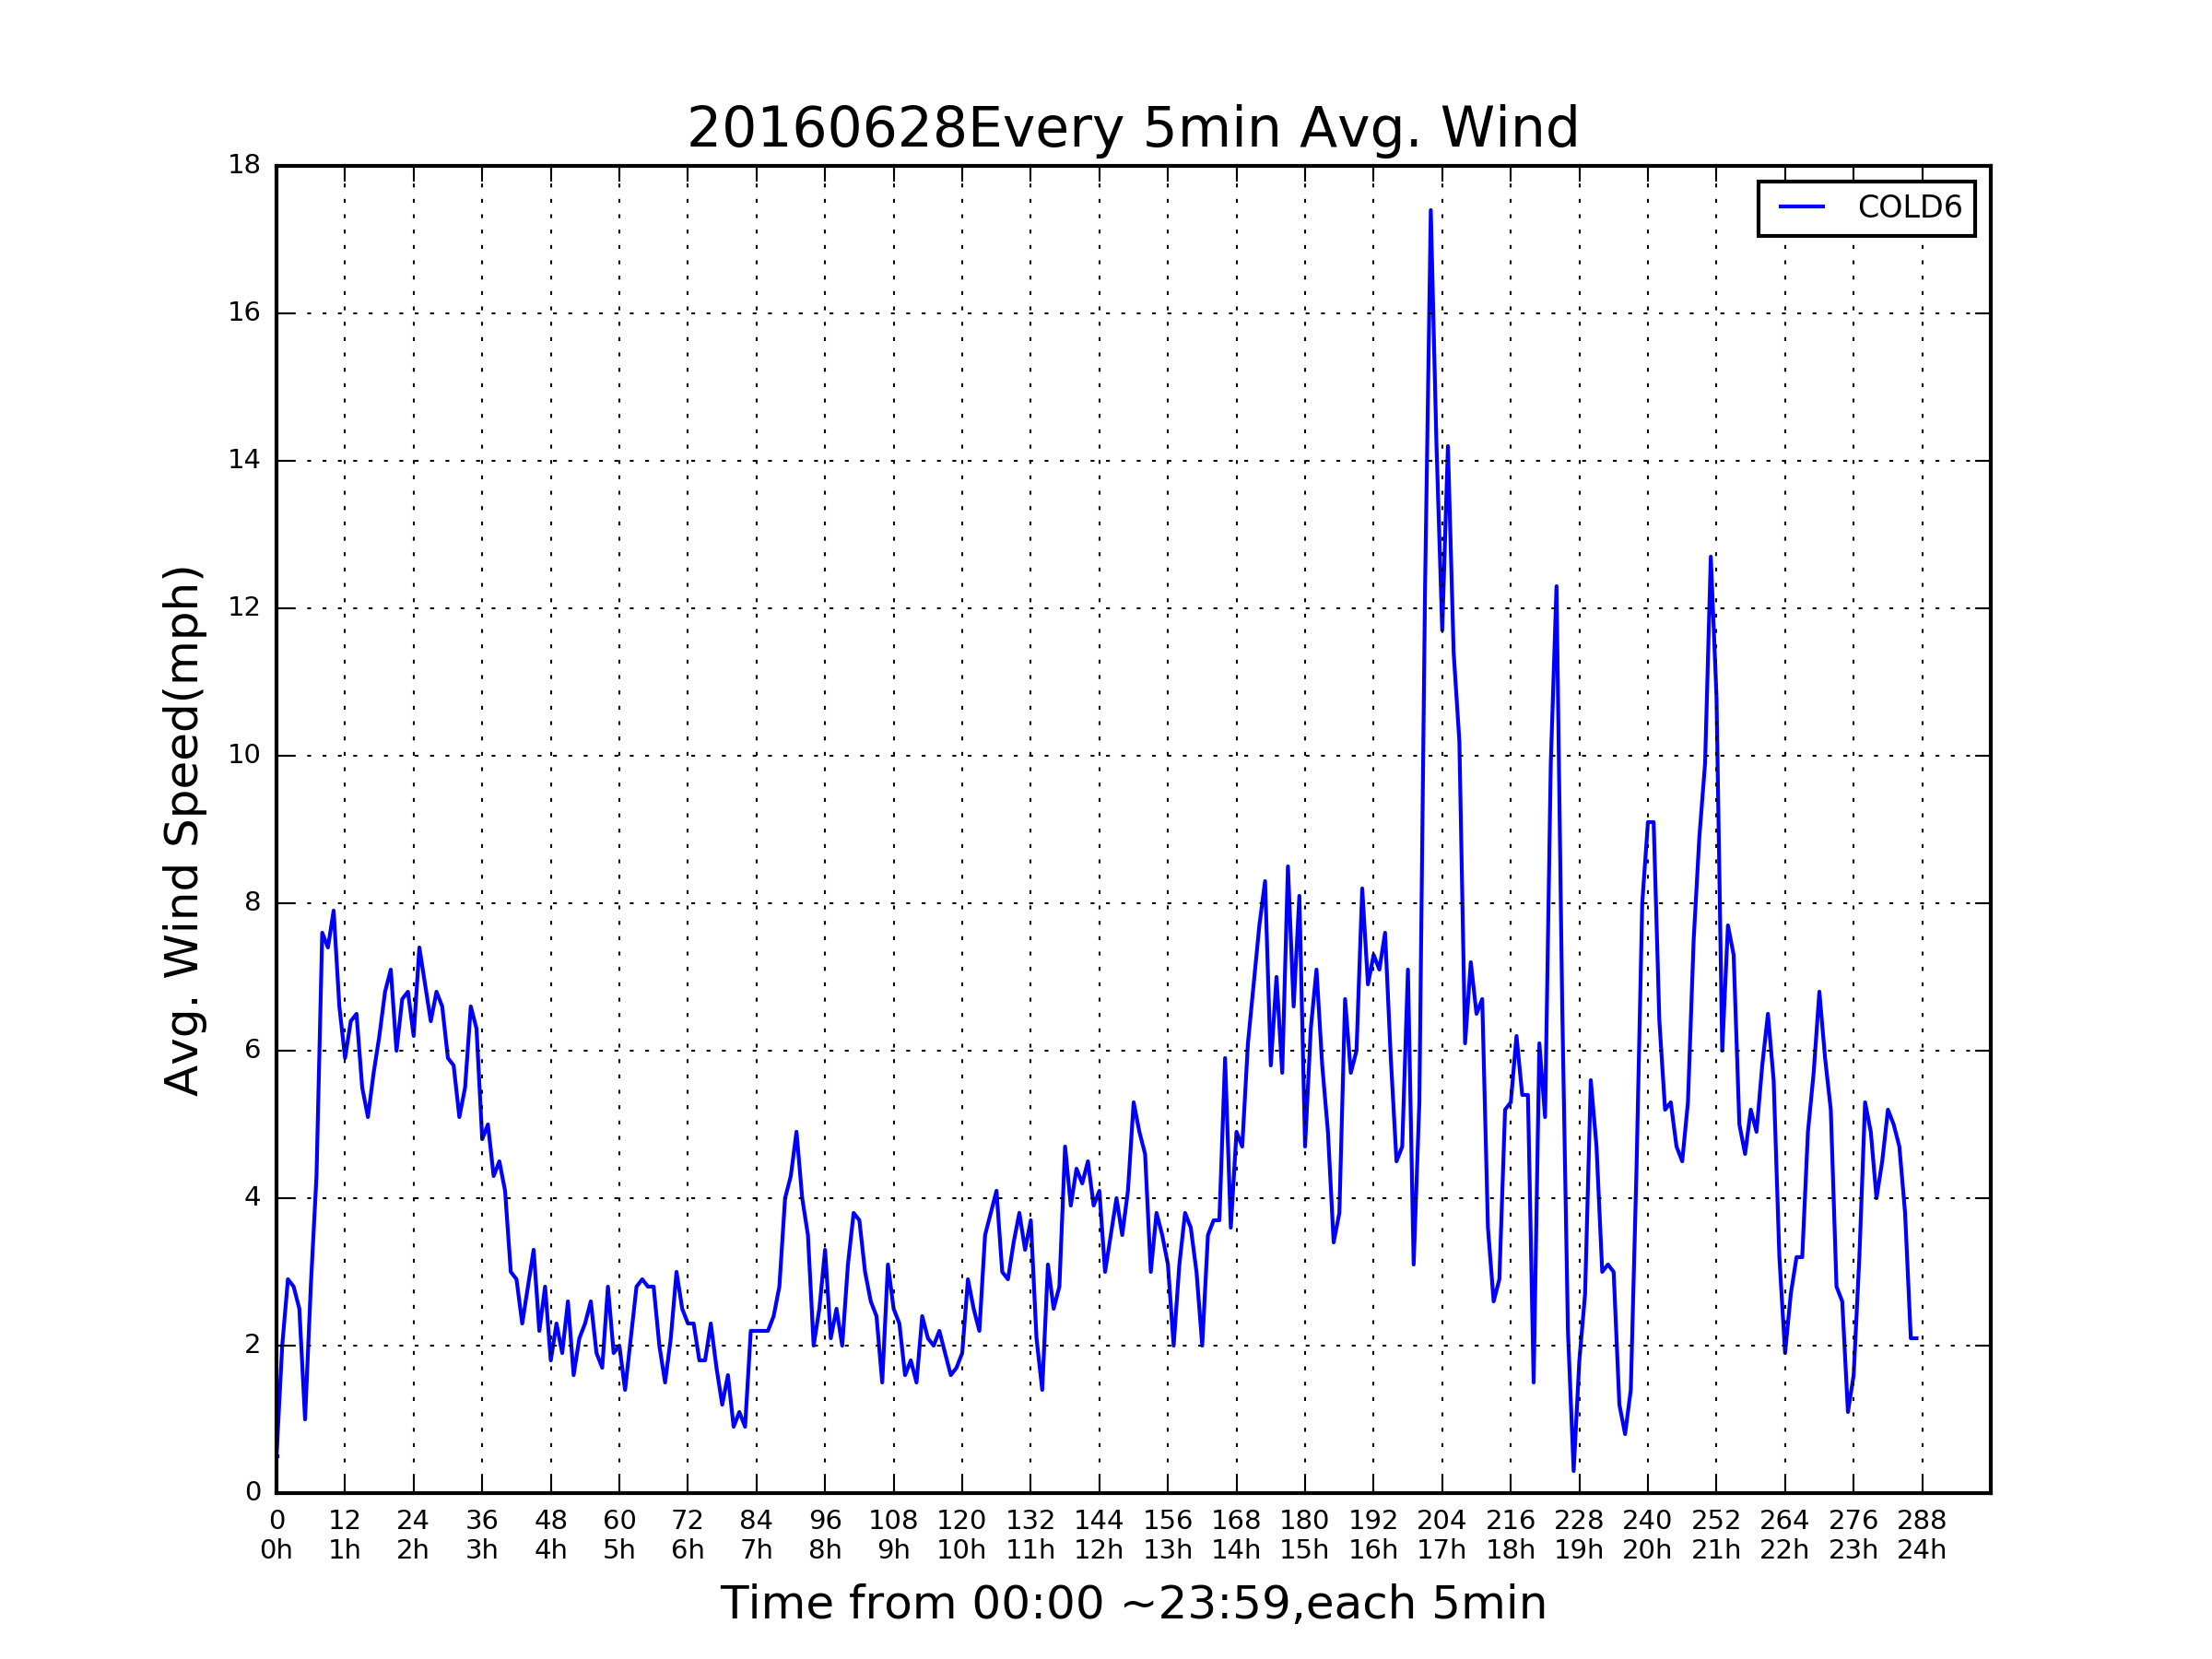 20160628Every 5min Avg. Wind
COLD6
Avg. Wind Speed(mph)
18
16
14
12
10
8
6
4
2
0
0 12 24 36 48 60 72 84 96 108 120 132 144 156 168 180 192 204 216 228 240 252 264 276 288
0h 1h 2h 3h 4h 5h 6h 7h 8h 9h 10h 11h 12h 13h 14h 15h 16h 17h 18h 19h 20h 21h 22h 23h 24h
Time from 00:00 ~23:59,each 5min